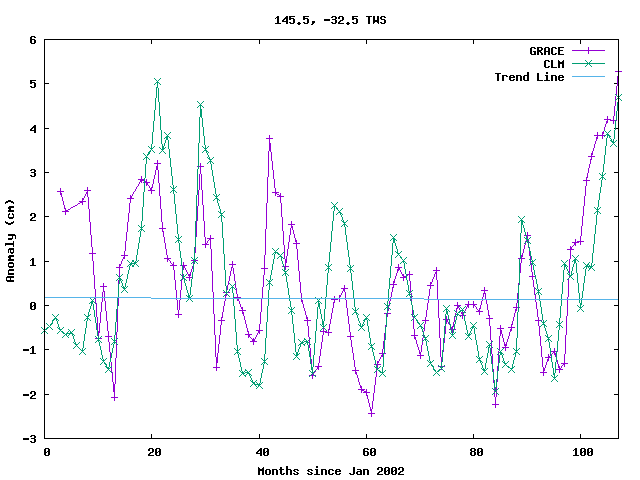 145.5, -32.5 TWS
GRACE
CLM
Trend Line
6
5
4
3
2
1
0
-1
-2
-3
Anomaly (cm)
0 20 40 60 80 100
Months since Jan 2002